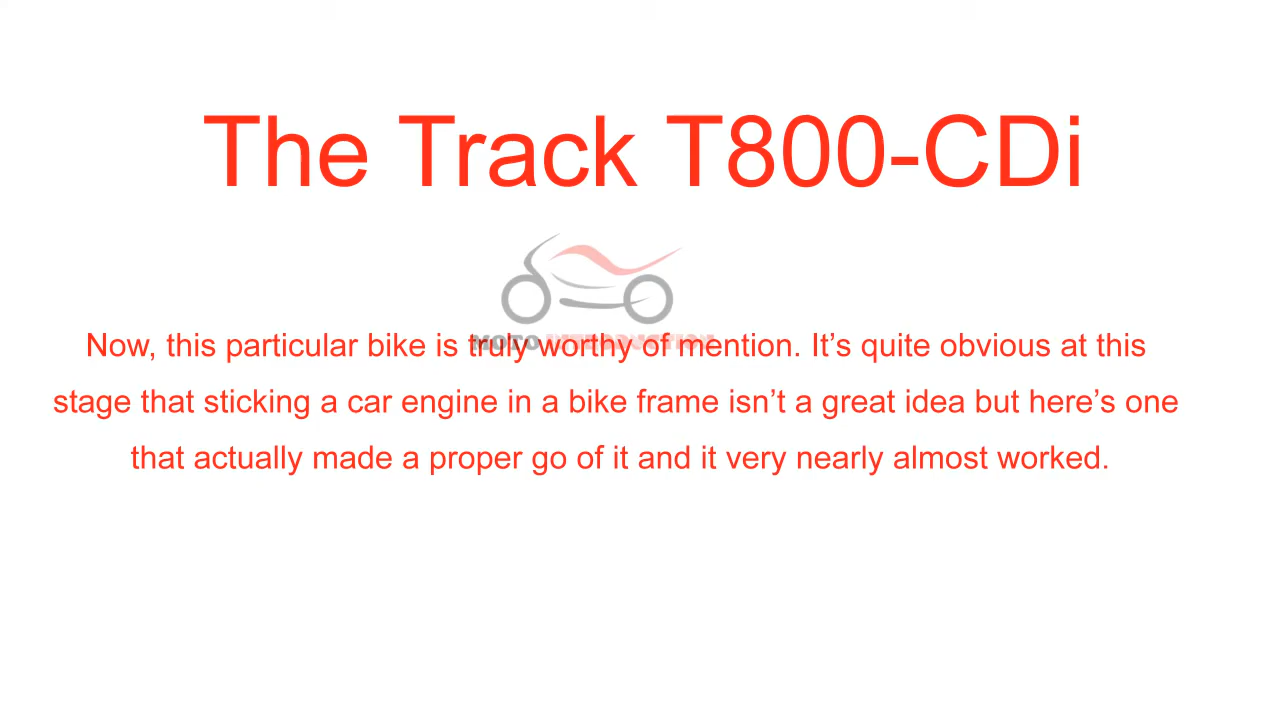 The Track T800-CDi
MOTO INTRODUCTION
Now, this particular bike is truly worthy of mention. It’s quite obvious at this
stage that sticking a car engine in a bike frame isn’t a great idea but here’s one
that actually made a proper go of it and it very nearly almost worked.